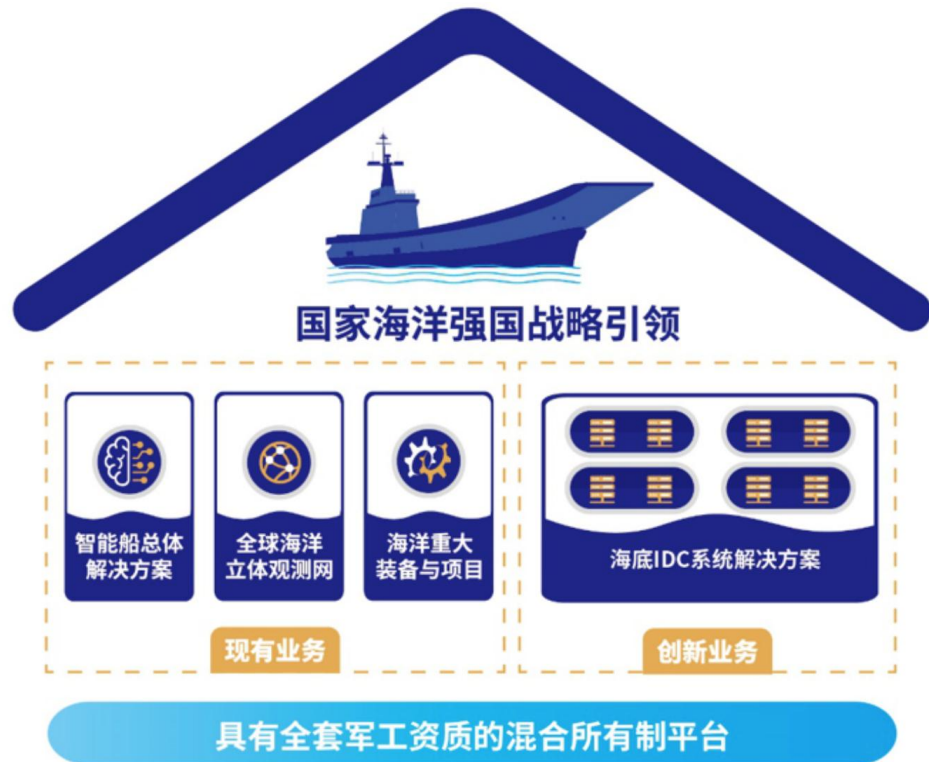 国家海洋强国战略引领
智能船总体
解决方案
全球海洋
立体观测网
海洋重大
装备与项目
海底IDC系统解决方案
现有业务
创新业务
具有全套军工资质的混合所有制平台